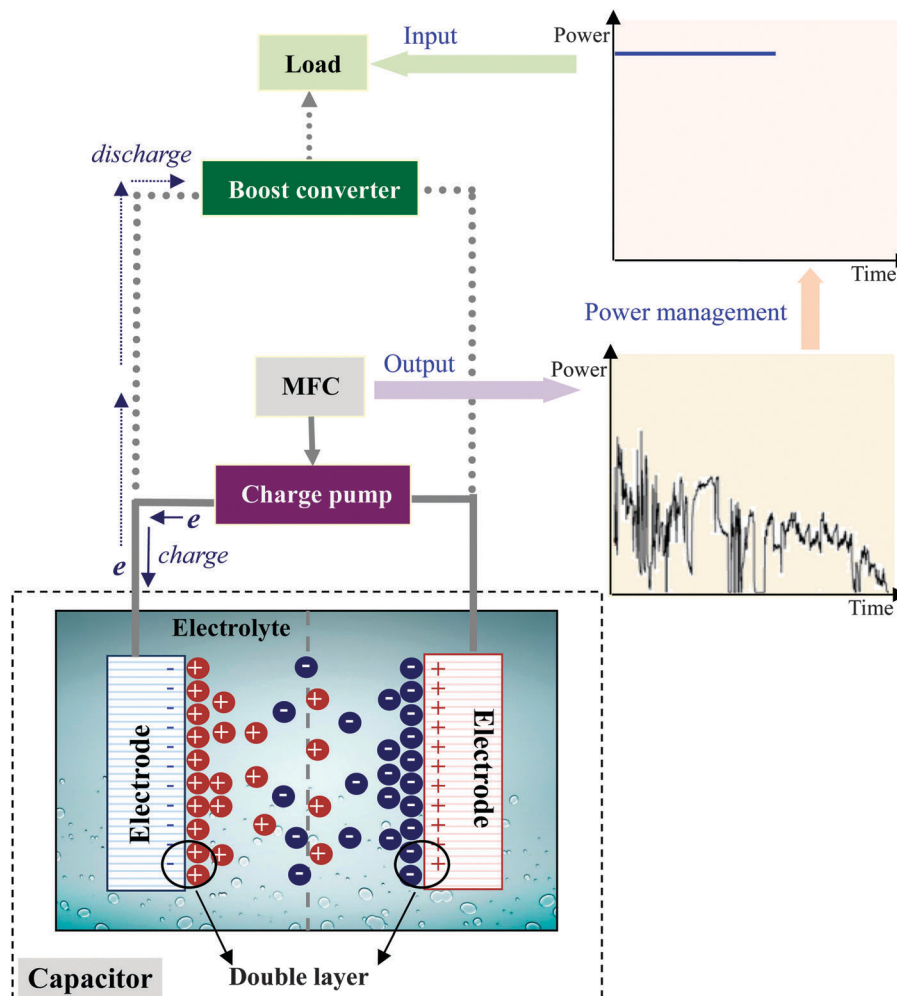 Input
Power
Load
discharge
Boost converter
Time
Power management
Output
Power
MFC
Charge pump
e
charge
e
Time
Electrolyte
Electrode
Electrode
Double layer
Capacitor